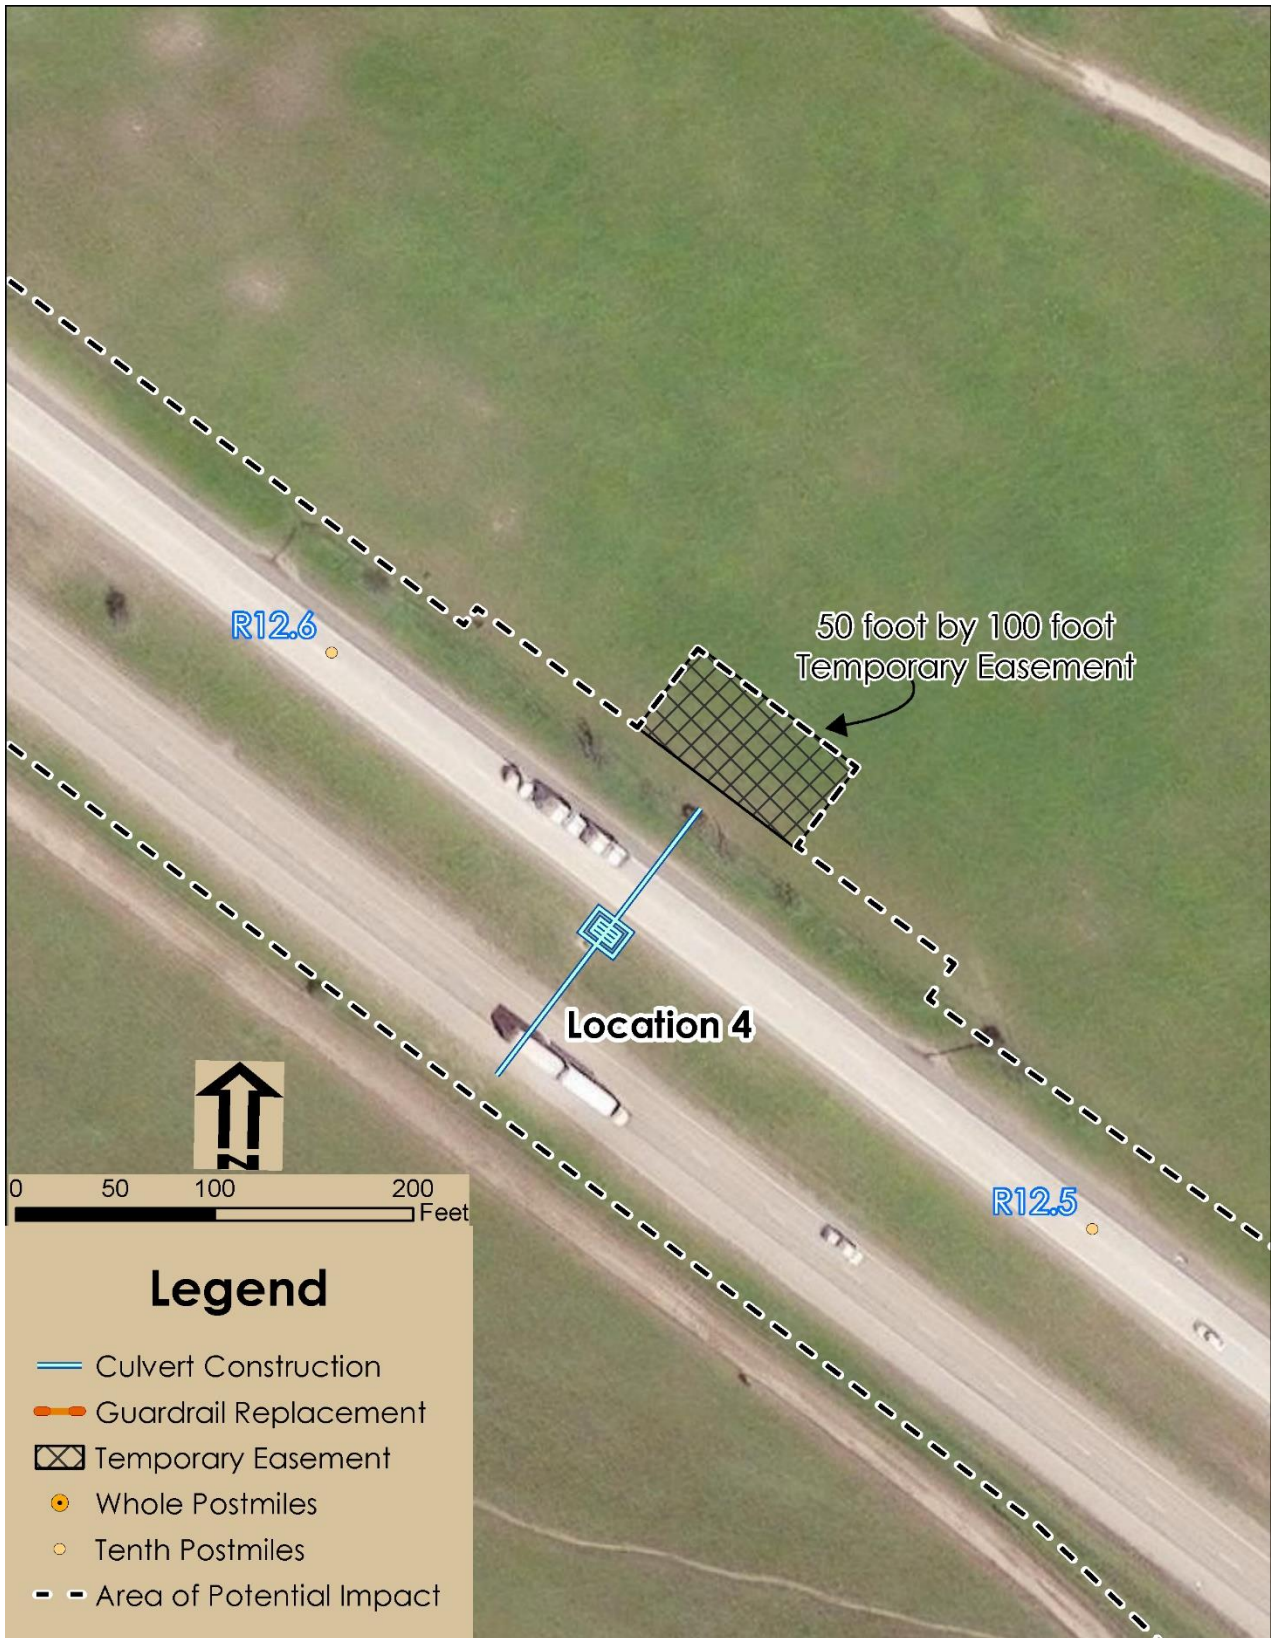 R12.6
50 foot by 100 foot
Temporary Easement
Location 4
N
0 50 100 200
Feet
R12.5
Legend
Culvert Construction
Guardrail Replacement
Temporary Easement
Whole Postmiles
Tenth Postmiles
Area of Potential Impact